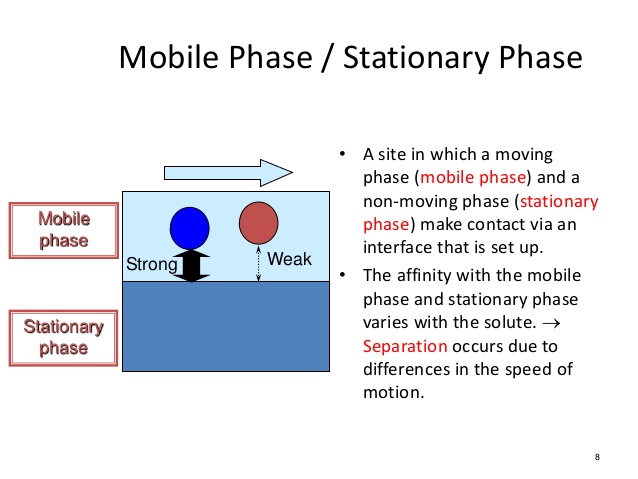 Mobile Phase / Stationary Phase
Mobile
phase
Strong
Weak
Stationary
phase
• A site in which a moving
phase (mobile phase) and a
non-moving phase (stationary
phase) make contact via an
interface that is set up.
• The affinity with the mobile
phase and stationary phase
varies with the solute. →
Separation occurs due to
differences in the speed of
motion.
8